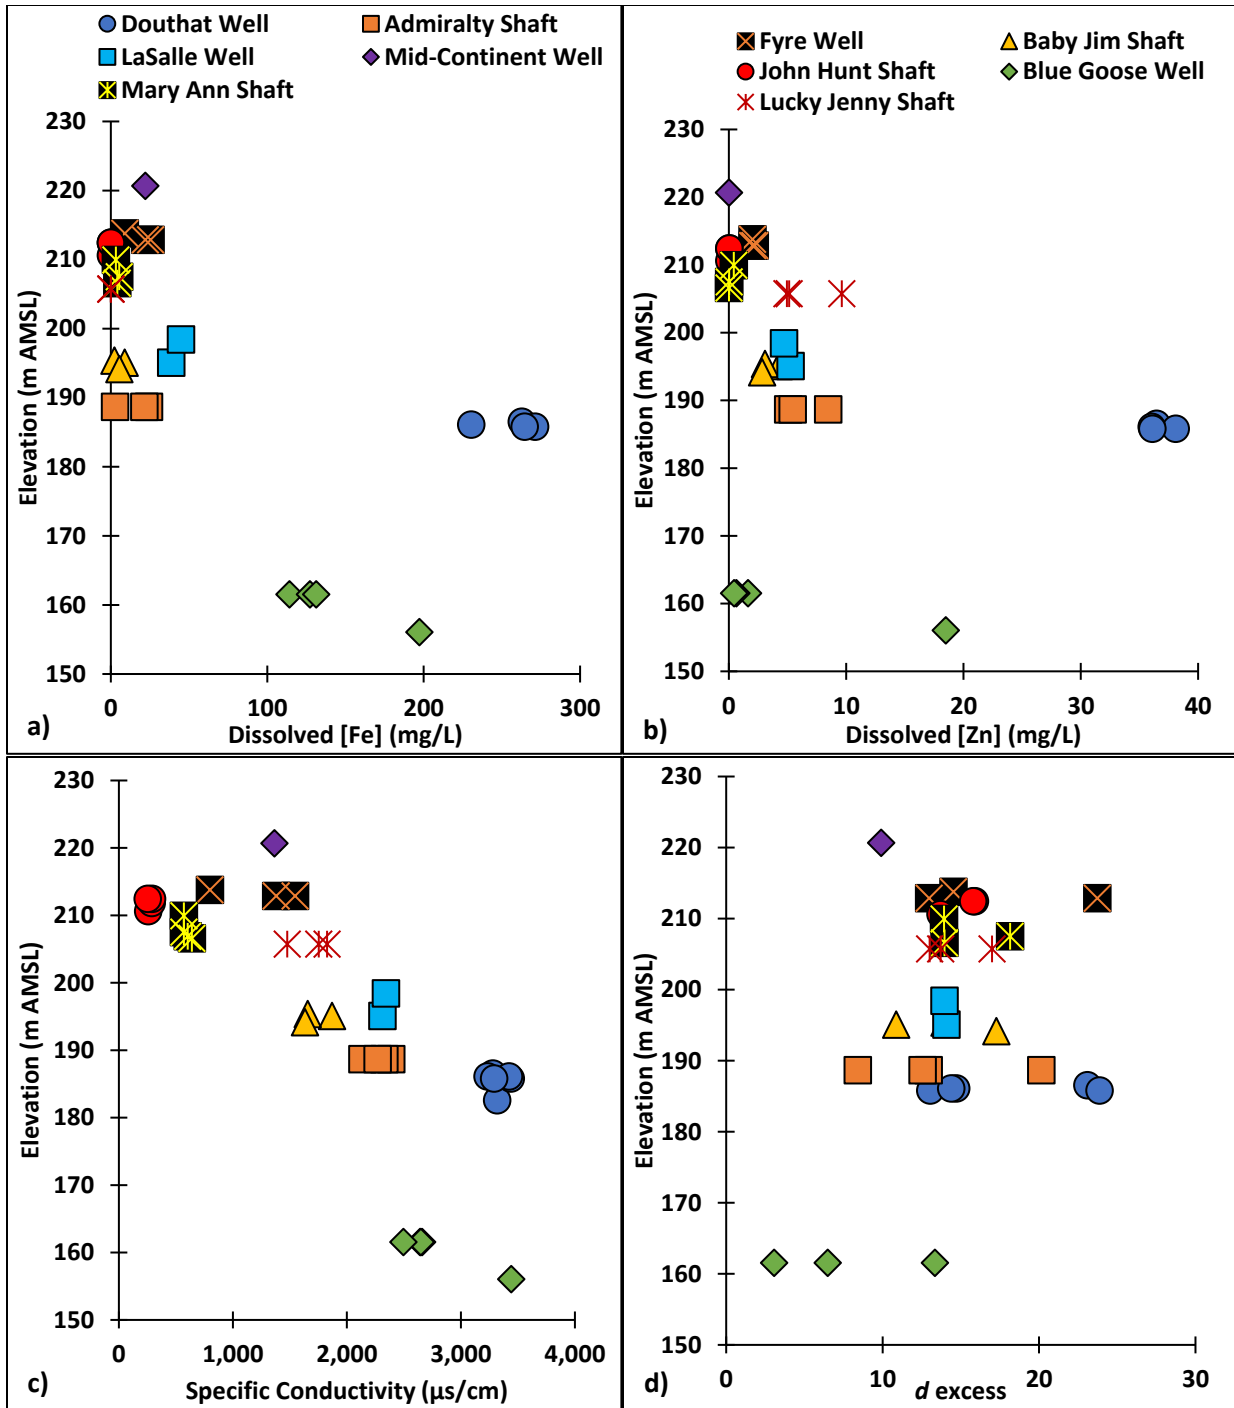 Douthat Well
Admiralty Shaft
LaSalle Well
Mid-Continent Well
Mary Ann Shaft
230
220
210
200
190
180
170
160
150
Elevation (m AMSL)
0
100
200
300
a)
Dissolved [Fe] (mg/L)
Fyre Well
Baby Jim Shaft
John Hunt Shaft
Blue Goose Well
Lucky Jenny Shaft
230
220
210
200
190
180
170
160
150
Elevation (m AMSL)
0
10
20
30
40
b)
Dissolved [Zn] (mg/L)
230
220
210
200
190
180
170
160
150
Elevation (m AMSL)
0
1,000
2,000
3,000
4,000
c)
Specific Conductivity (µs/cm)
230
220
210
200
190
180
170
160
150
Elevation (m AMSL)
0
10
20
30
d)
d excess